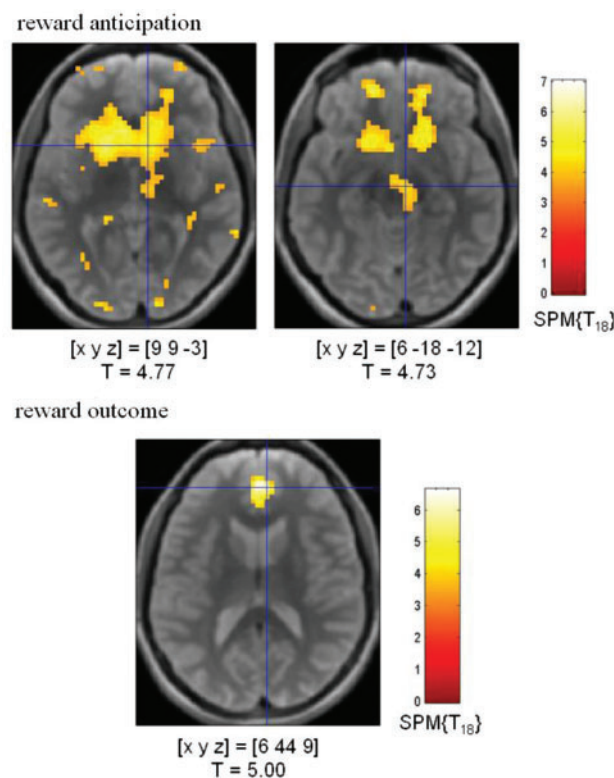 reward anticipation
7
6
5
4
3
2
1
0
SPM{T18}
[x y z] = [9 9 -3]
T = 4.77
[x y z] = [6 -18 -12]
T = 4.73
reward outcome
6
5
4
3
2
1
0
SPM{T18}
[x y z] = [6 44 9]
T = 5.00